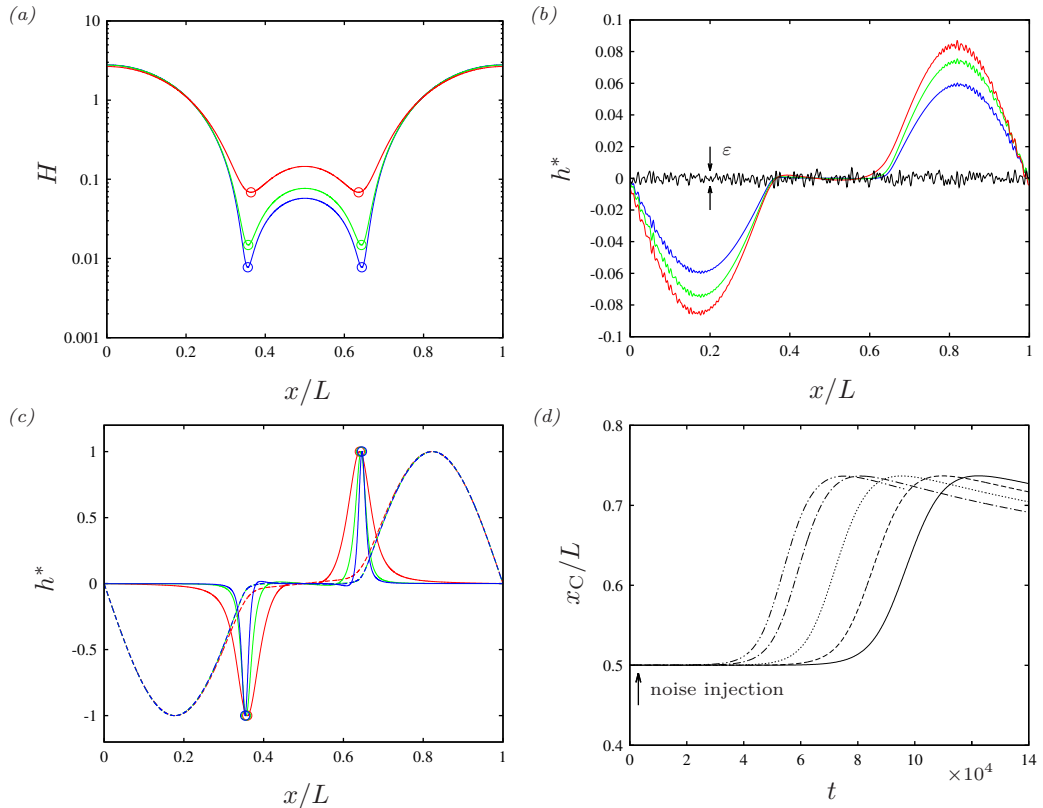 (a)
10
1
0.1
0.01
0.001
H
0 0.2 0.4 0.6 0.8 1
x/L
(b)
0.1
0.08
0.06
0.04
0.02
0
-0.02
-0.04
-0.06
-0.08
-0.1
h*
ε
0 0.2 0.4 0.6 0.8 1
x/L
(c)
1
0.5
0
-0.5
-1
h*
0 0.2 0.4 0.6 0.8 1
x/L
(d)
0.8
0.7
0.6
0.5
0.4
x_C/L
noise injection
0 2 4 6 8 10 12 14
×10⁴
t